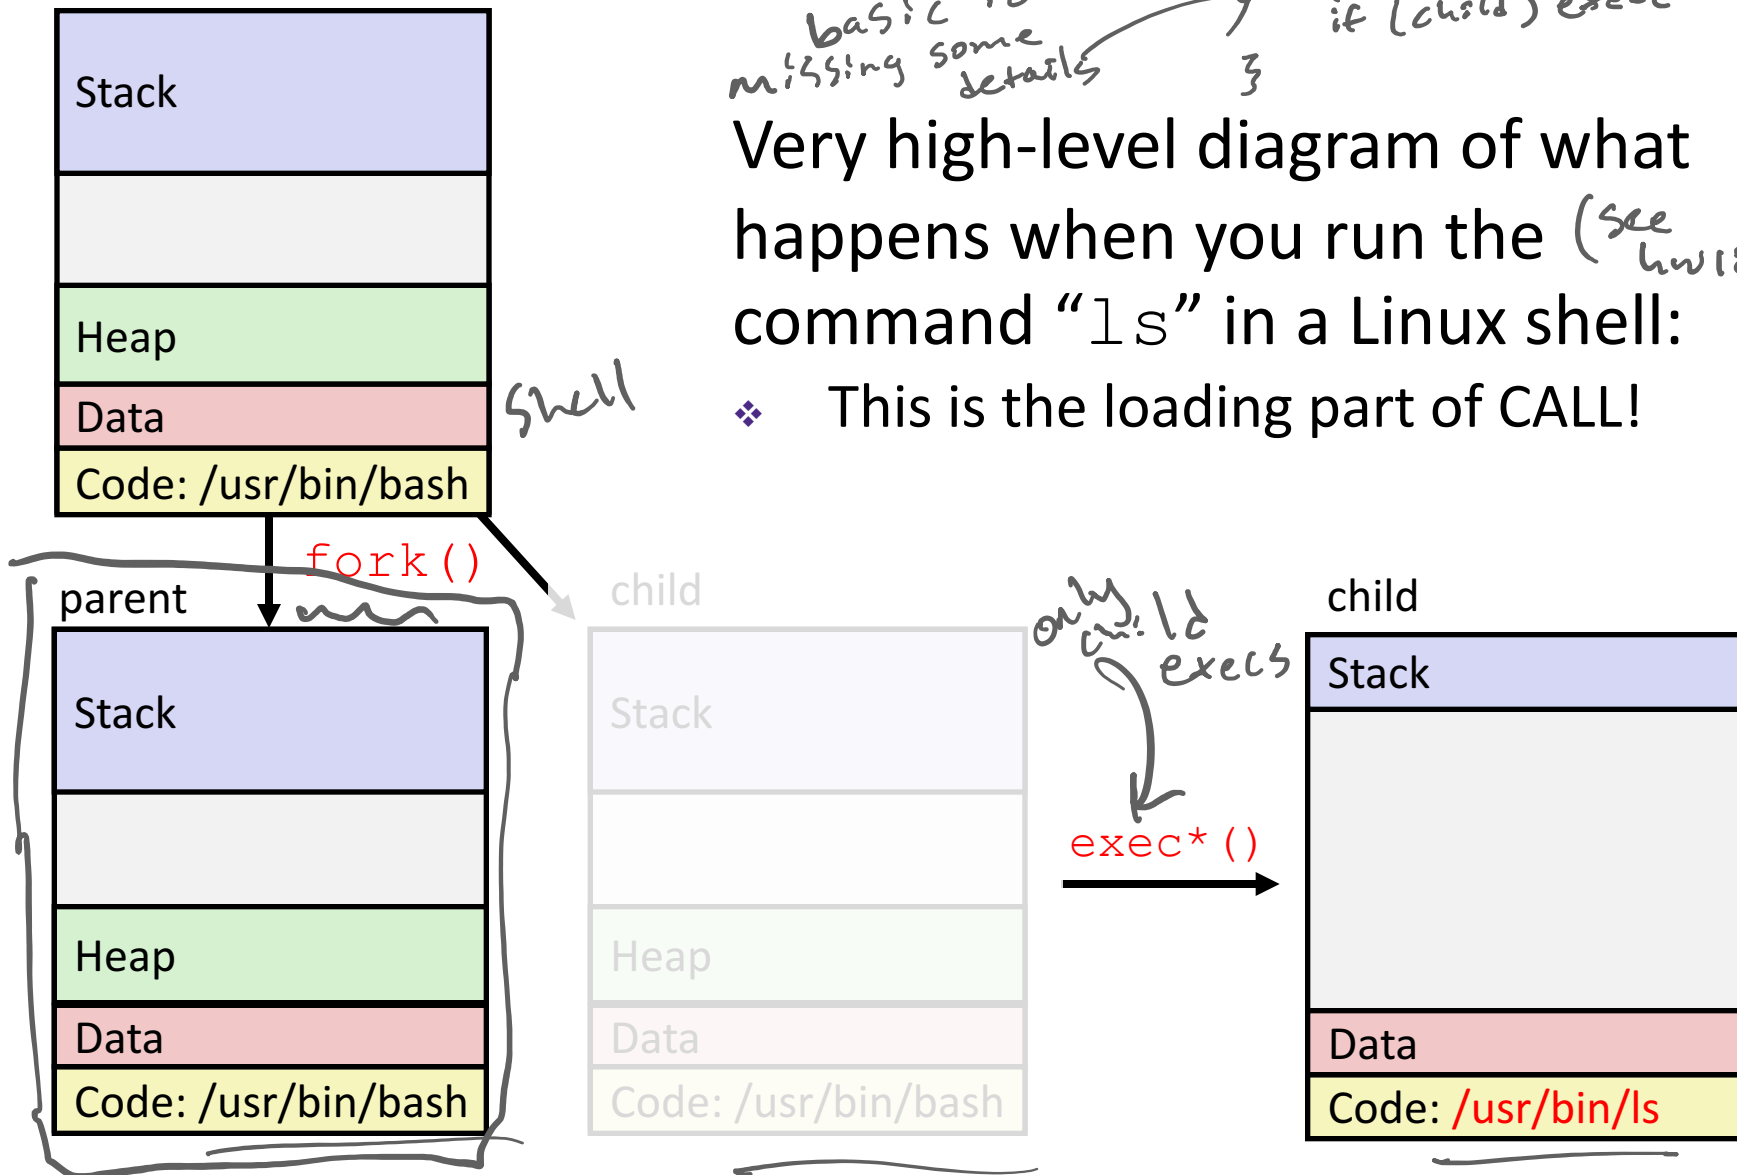 basic
missing some
details
}
if (child) exec
Stack
Heap
Data
Code: /usr/bin/bash
shell
Very high-level diagram of what
happens when you run the (see
command “ls” in a Linux shell:
❖ This is the loading part of CALL!
fork()
parent
Stack
Heap
Data
Code: /usr/bin/bash
child
Stack
Heap
Data
Code: /usr/bin/bash
only
child
execs
exec*()
child
Stack
Data
Code: /usr/bin/ls